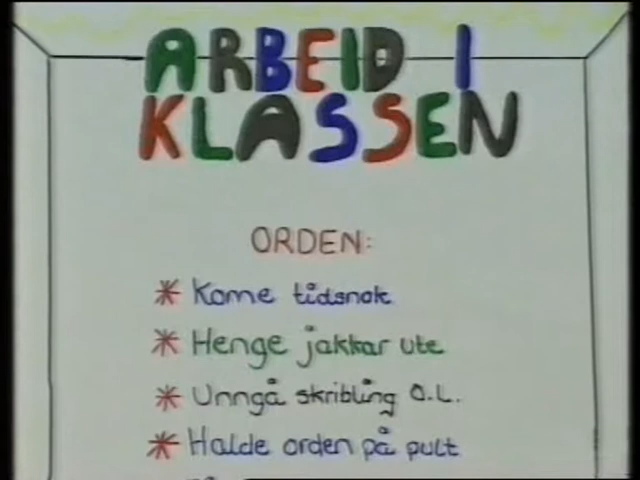 ARBEID I
KLASSEN
ORDEN:
* Kome tidsnok
* Henge jakkar ute
* Unngå skribling O.L.
* Halde orden på pult